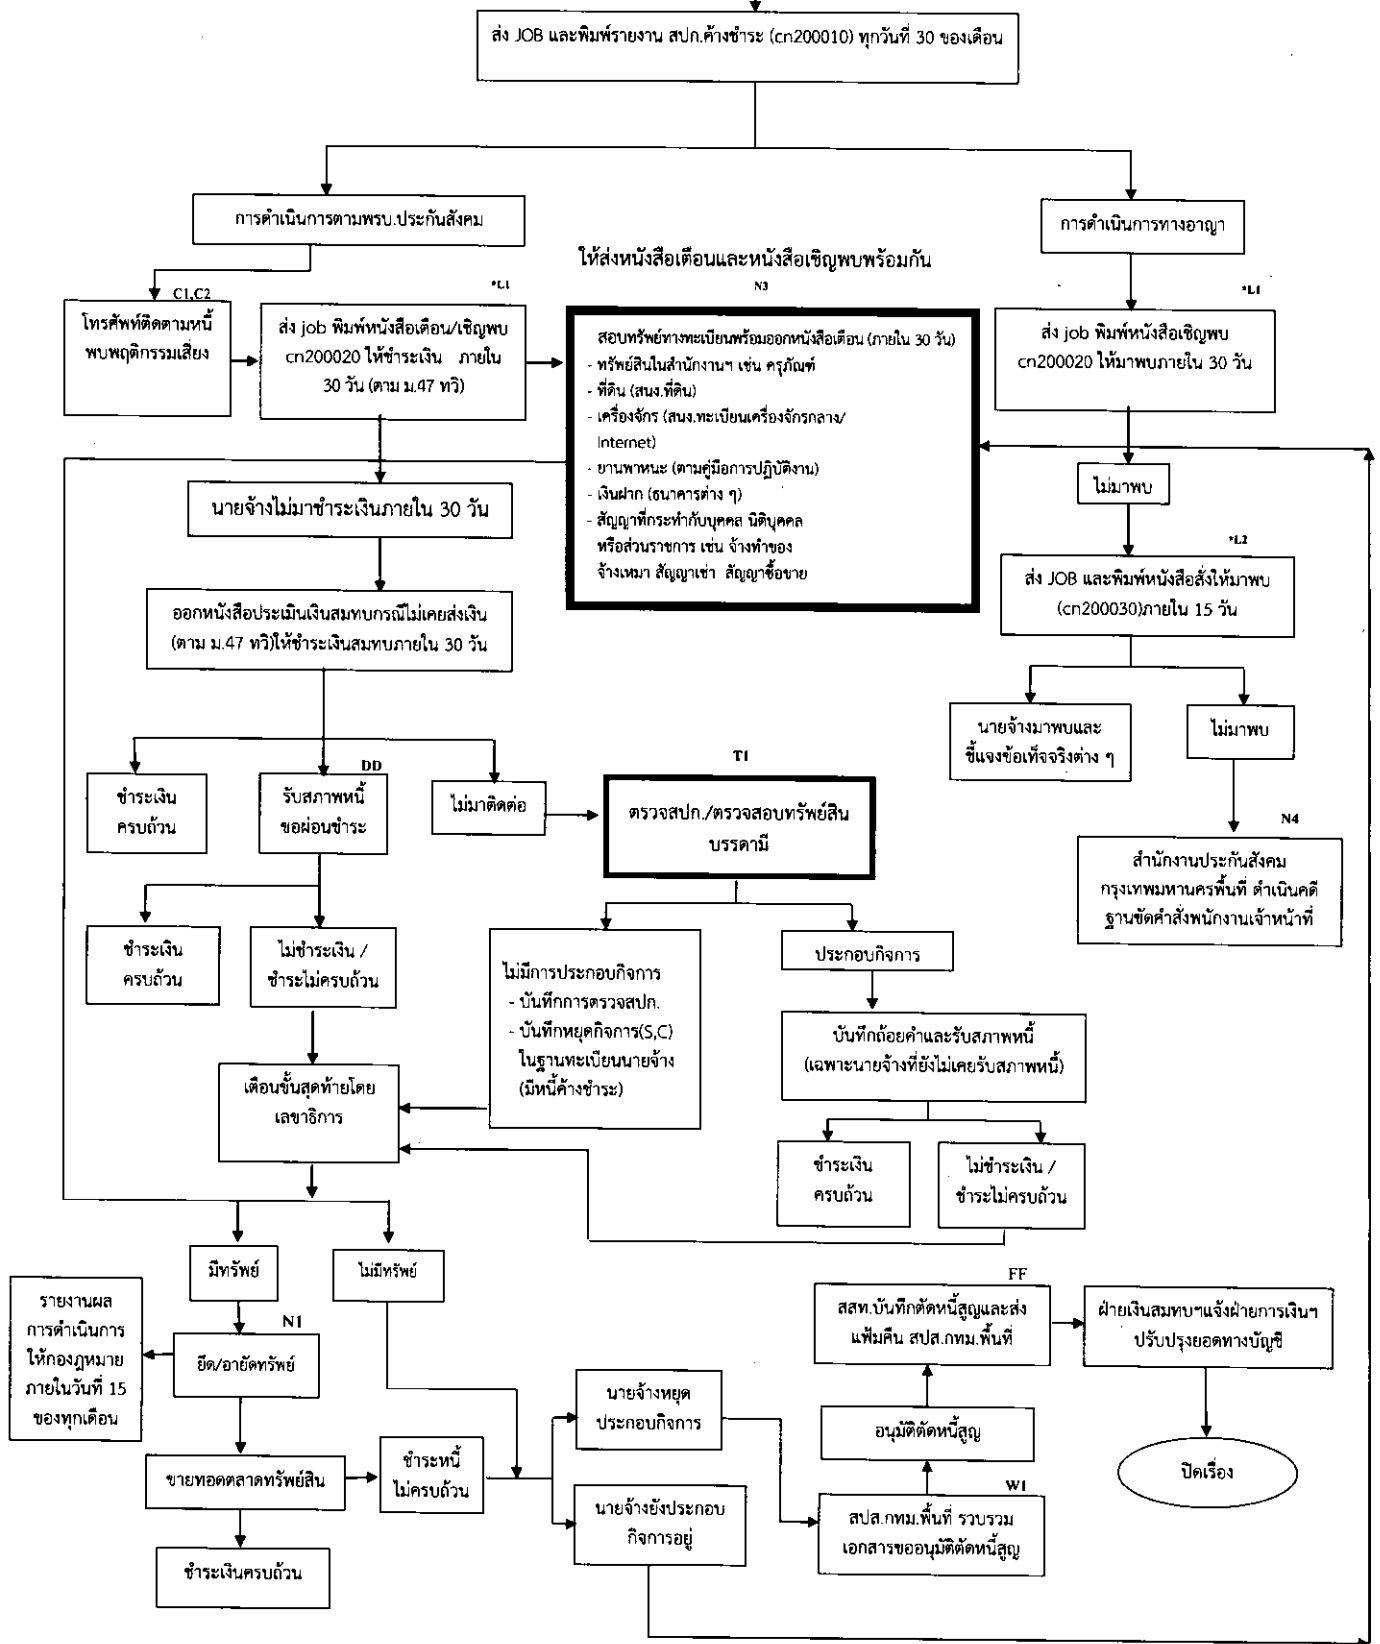 ส่ง JOB และพิมพ์รายงาน สปก.ค้างชำระ (cn200010) ทุกวันที่ 30 ของเดือน
การดำเนินการตามพรบ.ประกันสังคม
การดำเนินการทางอาญา
ให้ส่งหนังสือเตือนและหนังสือเชิญพบพร้อมกัน
C1,C2
โทรศัพท์ติดตามหนี้
พบพฤติกรรมเสี่ยง
*L1
ส่ง job พิมพ์หนังสือเตือน/เชิญพบ
cn200020 ให้ชำระเงิน ภายใน
30 วัน (ตาม ม.47 ทวิ)
N3
สอบทรัพย์ทางทะเบียนพร้อมออกหนังสือเตือน (ภายใน 30 วัน)
- ทรัพย์สินในสำนักงานฯ เช่น ครุภัณฑ์
- ที่ดิน (สนง.ที่ดิน)
- เครื่องจักร (สนง.ทะเบียนเครื่องจักรกลาง/
Internet)
- ยานพาหนะ (ตามคู่มือการปฏิบัติงาน)
- เงินฝาก (ธนาคารต่าง ๆ)
- สัญญาที่กระทำกับบุคคล นิติบุคคล
หรือส่วนราชการ เช่น จ้างทำของ
จ้างเหมา สัญญาเช่า สัญญาซื้อขาย
*L1
ส่ง job พิมพ์หนังสือเชิญพบ
cn200020 ให้มาพบภายใน 30 วัน
ไม่มาพบ
*L2
ส่ง JOB และพิมพ์หนังสือสั่งให้มาพบ
(cn200030)ภายใน 15 วัน
นายจ้างมาพบและ
ชี้แจงข้อเท็จจริงต่าง ๆ
ไม่มาพบ
N4
สำนักงานประกันสังคม
กรุงเทพมหานครพื้นที่ ดำเนินคดี
ฐานขัดคำสั่งพนักงานเจ้าหน้าที่
นายจ้างไม่มาชำระเงินภายใน 30 วัน
ออกหนังสือประเมินเงินสมทบกรณีไม่เคยส่งเงิน
(ตาม ม.47 ทวิ)ให้ชำระเงินสมทบภายใน 30 วัน
ชำระเงิน
ครบถ้วน
DD
รับสภาพหนี้
ขอผ่อนชำระ
ไม่มาติดต่อ
T1
ตรวจสปก./ตรวจสอบทรัพย์สิน
บรรดามี
ชำระเงิน
ครบถ้วน
ไม่ชำระเงิน /
ชำระไม่ครบถ้วน
ไม่มีการประกอบกิจการ
- บันทึกการตรวจสปก.
- บันทึกหยุดกิจการ(S,C)
ในฐานทะเบียนนายจ้าง
(มีหนี้ค้างชำระ)
ประกอบกิจการ
บันทึกถ้อยคำและรับสภาพหนี้
(เฉพาะนายจ้างที่ยังไม่เคยรับสภาพหนี้)
ชำระเงิน
ครบถ้วน
ไม่ชำระเงิน /
ชำระไม่ครบถ้วน
เตือนขั้นสุดท้ายโดย
เลขาธิการ
มีทรัพย์
ไม่มีทรัพย์
รายงานผล
การดำเนินการ
ให้กองกฎหมาย
ภายในวันที่ 15
ของทุกเดือน
N1
ยึด/อายัดทรัพย์
ขายทอดตลาดทรัพย์สิน
ชำระเงินครบถ้วน
ชำระหนี้
ไม่ครบถ้วน
นายจ้างหยุด
ประกอบกิจการ
นายจ้างยังประกอบ
กิจการอยู่
FF
สสท.บันทึกตัดหนี้สูญและส่ง
แฟ้มคืน สปส.กทม.พื้นที่
อนุมัติตัดหนี้สูญ
W1
สปส.กทม.พื้นที่ รวบรวม
เอกสารขออนุมัติตัดหนี้สูญ
ฝ่ายเงินสมทบฯแจ้งฝ่ายการเงินฯ
ปรับปรุงยอดทางบัญชี
ปิดเรื่อง